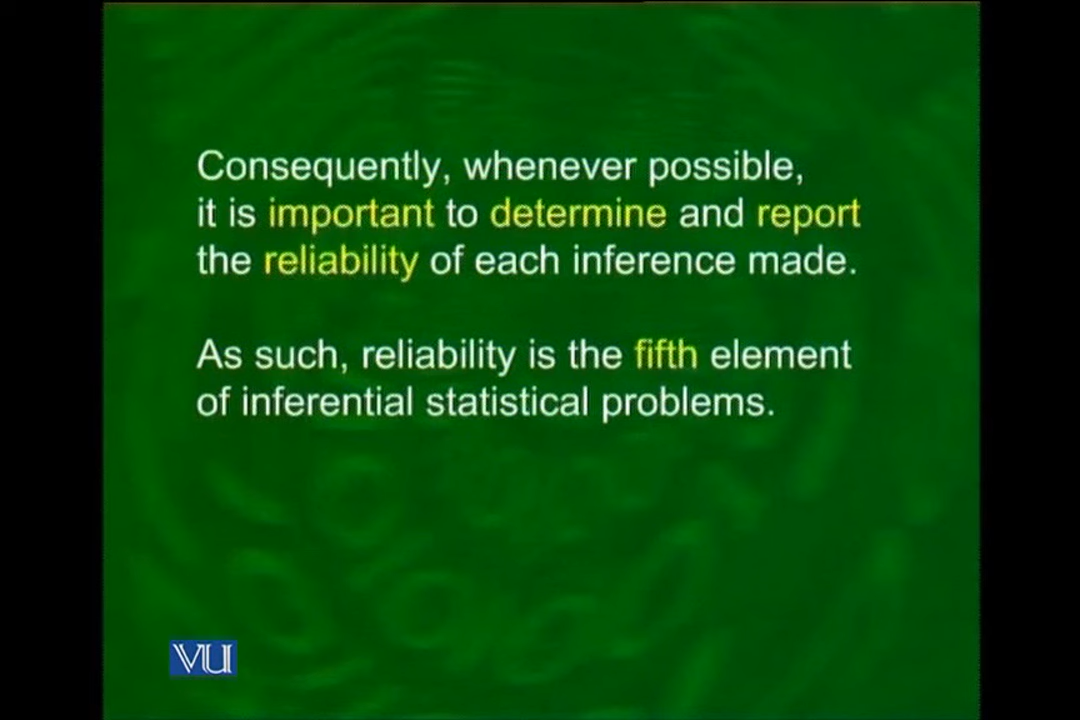 Consequently, whenever possible,
it is important to determine and report
the reliability of each inference made.
As such, reliability is the fifth element
of inferential statistical problems.
VU